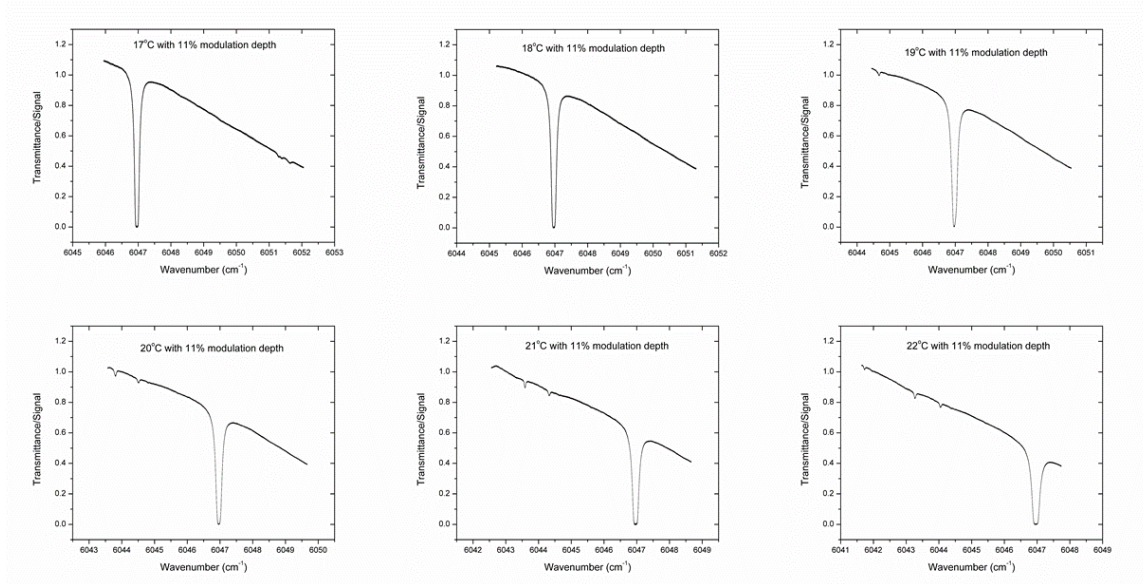 17°C with 11% modulation depth
Transmittance/Signal
1.2
1.0
0.8
0.6
0.4
0.2
0.0
6045 6046 6047 6048 6049 6050 6051 6052 6053
Wavenumber (cm⁻¹)
18°C with 11% modulation depth
Transmittance/Signal
1.2
1.0
0.8
0.6
0.4
0.2
0.0
6044 6045 6046 6047 6048 6049 6050 6051 6052
Wavenumber (cm⁻¹)
19°C with 11% modulation depth
Transmittance/Signal
1.2
1.0
0.8
0.6
0.4
0.2
0.0
6044 6045 6046 6047 6048 6049 6050 6051
Wavenumber (cm⁻¹)
20°C with 11% modulation depth
Transmittance/Signal
1.2
1.0
0.8
0.6
0.4
0.2
0.0
6043 6044 6045 6046 6047 6048 6049 6050
Wavenumber (cm⁻¹)
21°C with 11% modulation depth
Transmittance/Signal
1.2
1.0
0.8
0.6
0.4
0.2
0.0
6042 6043 6044 6045 6046 6047 6048 6049
Wavenumber (cm⁻¹)
22°C with 11% modulation depth
Transmittance/Signal
1.2
1.0
0.8
0.6
0.4
0.2
0.0
6041 6042 6043 6044 6045 6046 6047 6048 6049
Wavenumber (cm⁻¹)